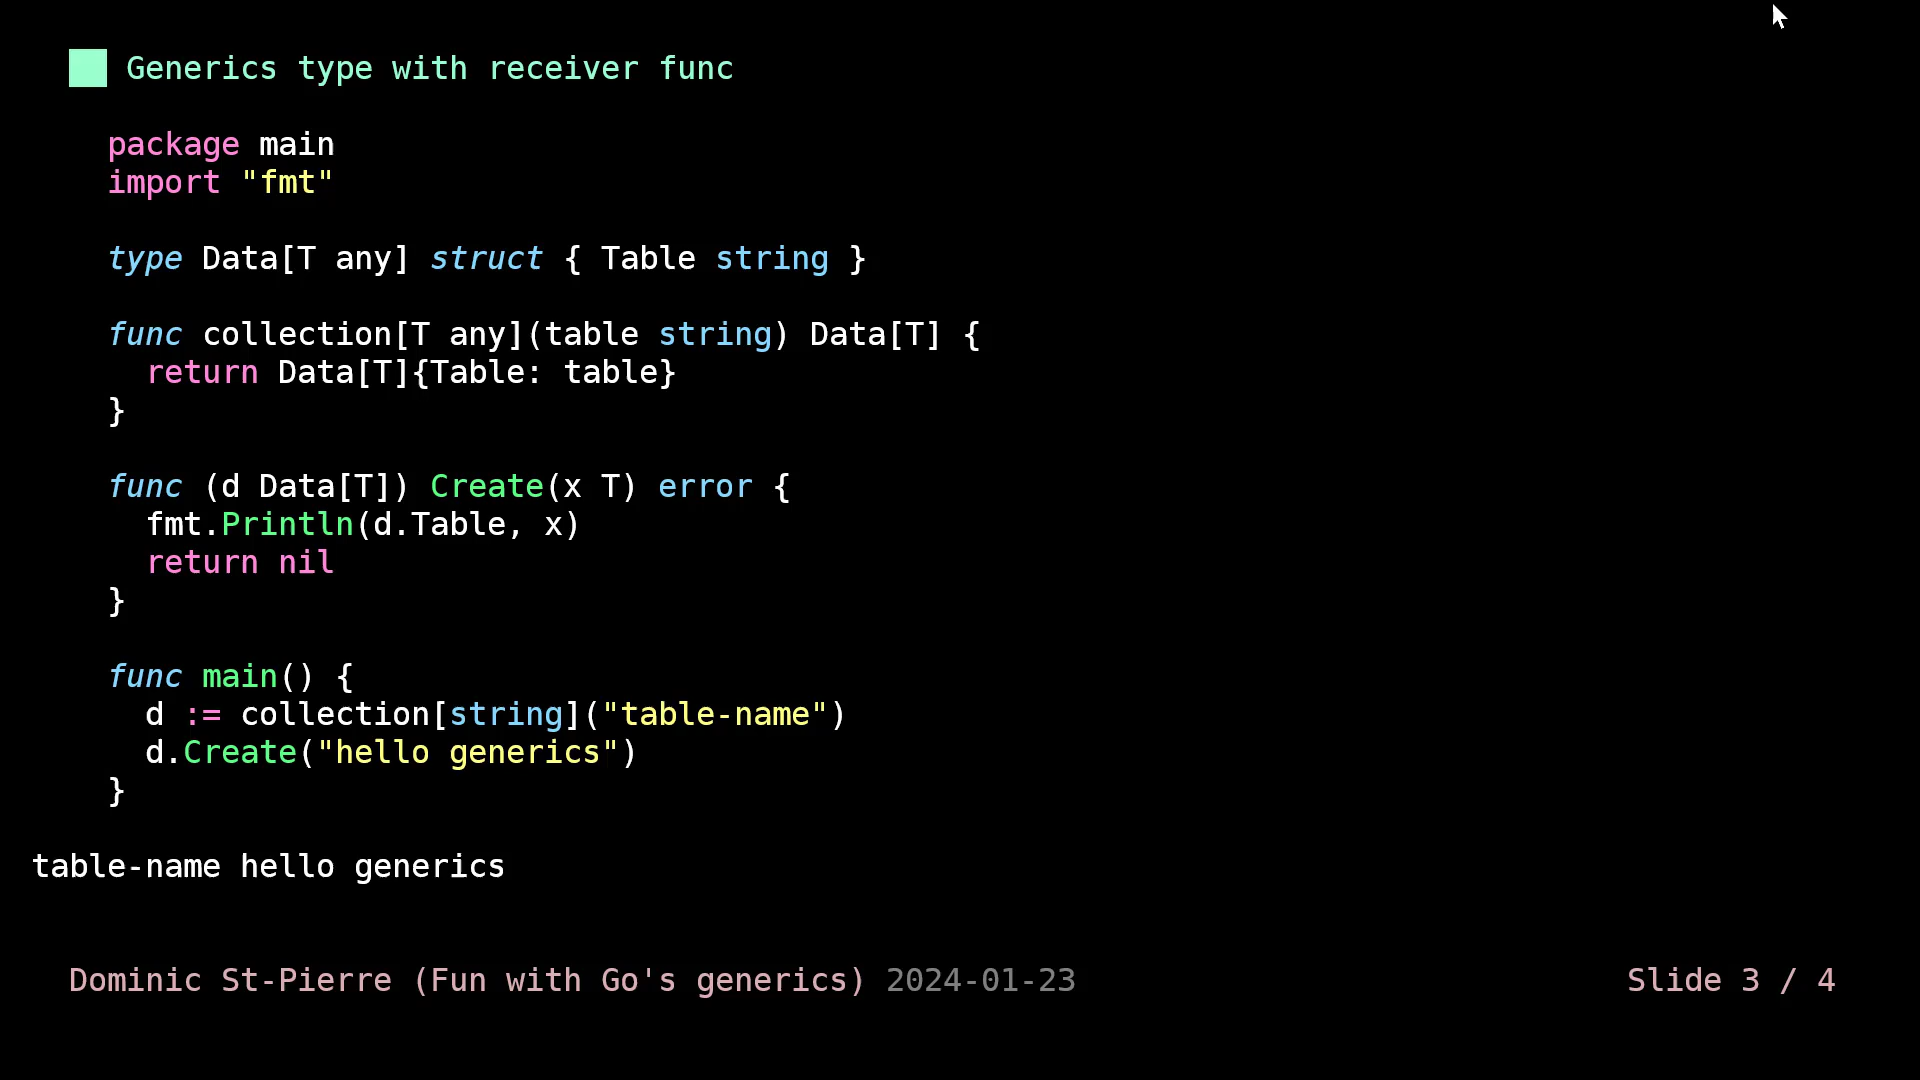 Generics type with receiver func
package main
import "fmt"
type Data[T any] struct { Table string }
func collection[T any](table string) Data[T] {
  return Data[T]{Table: table}
}
func (d Data[T]) Create(x T) error {
  fmt.Println(d.Table, x)
  return nil
}
func main() {
  d := collection[string]("table-name")
  d.Create("hello generics")
}
table-name hello generics
Dominic St-Pierre (Fun with Go's generics) 2024-01-23
Slide 3 / 4